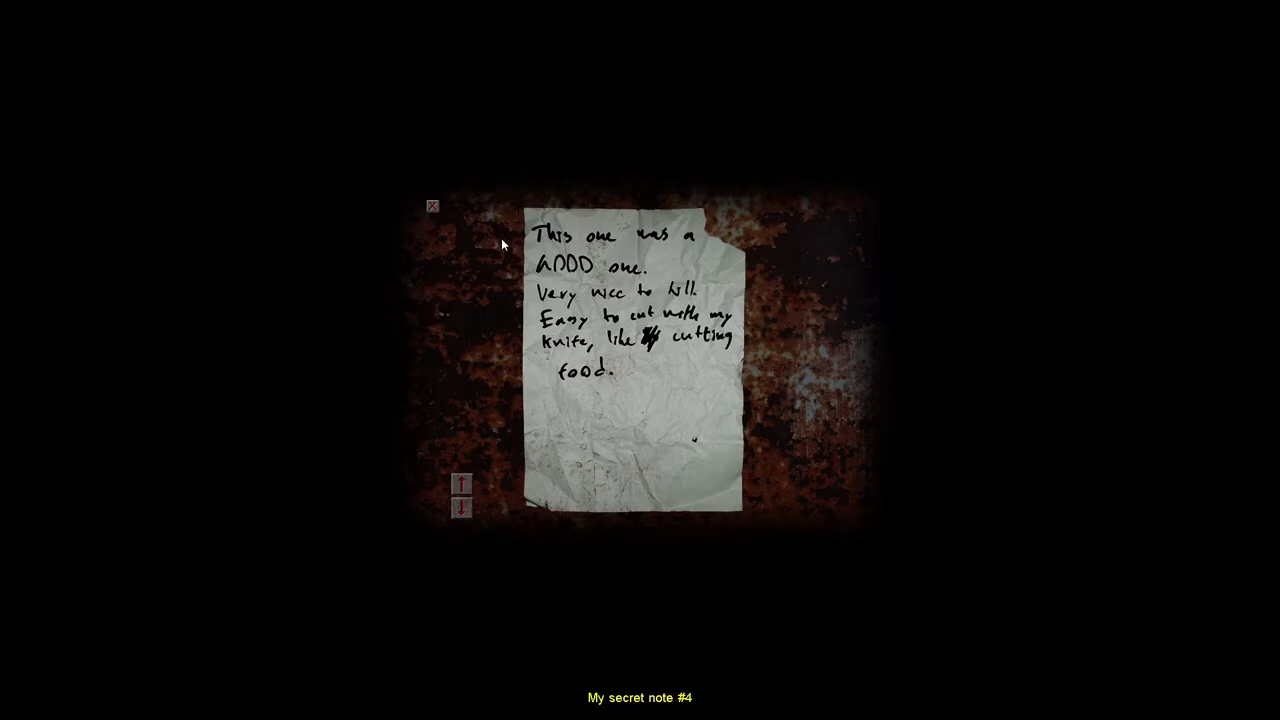 This one was a
GOOD one.
Very nice to kill.
Easy to cut with my
knife, like cutting
food.
My secret note #4